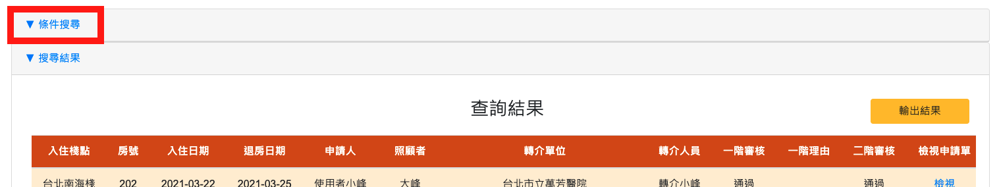 ▼ 條件搜尋
▼ 搜尋結果
查詢結果
輸出結果
入住棧點 房號 入住日期 退房日期 申請人 照顧者 轉介單位 轉介人員 一階審核 一階理由 二階審核 檢視申請單
台北南海棧 202 2021-03-22 2021-03-25 使用者小峰 大峰 台北市立萬芳醫院 轉介小峰 通過 通過 檢視